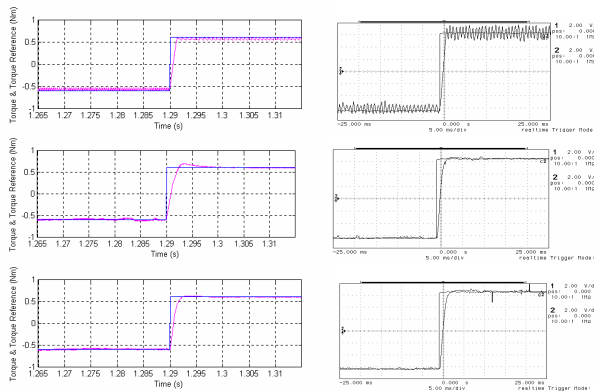 Torque & Torque Reference (Nm)
1
0.5
0
-0.5
-1
1.265 1.27 1.275 1.28 1.285 1.29 1.295 1.3 1.305 1.31
Time (s)
1 2.00 V/
pos: 0.000
10.00:1 1MΩ
2 2.00 V/
pos: 0.000
10.00:1 1MΩ
-25.000 ms 0.000 s 25.000 ms
5.00 ms/div realtime Trigger Mode:
Torque & Torque Reference (Nm)
1
0.5
0
-0.5
-1
1.265 1.27 1.275 1.28 1.285 1.29 1.295 1.3 1.305 1.31
Time (s)
1 2.00 V/
pos: 0.000
10.00:1 1MΩ
2 2.00 V/
pos: 0.000
10.00:1 1MΩ
-25.000 ms 0.000 s 25.000 ms
5.00 ms/div realtime Trigger Mode:
Torque & Torque Reference (Nm)
1
0.5
0
-0.5
-1
1.265 1.27 1.275 1.28 1.285 1.29 1.295 1.3 1.305 1.31
Time (s)
1 2.00 V/d
pos: 0.000
10.00:1 1MΩ
2 2.00 V/d
pos: 0.000
10.00:1 1MΩ
-25.000 ms 0.000 s 25.000 ms
5.00 ms/div realtime Trigger Mode: